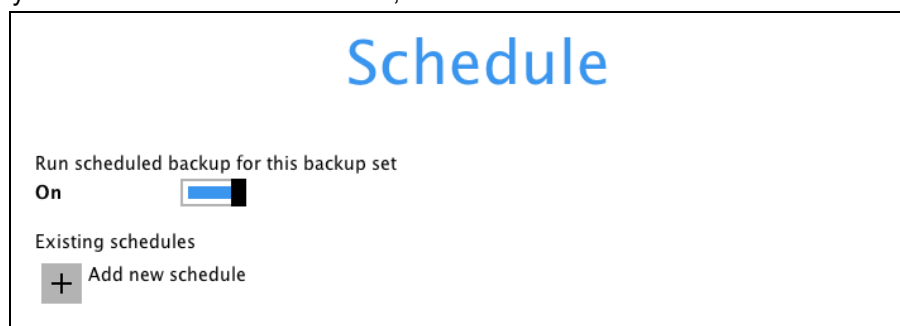 Schedule
Run scheduled backup for this backup set
On
Existing schedules
+ Add new schedule